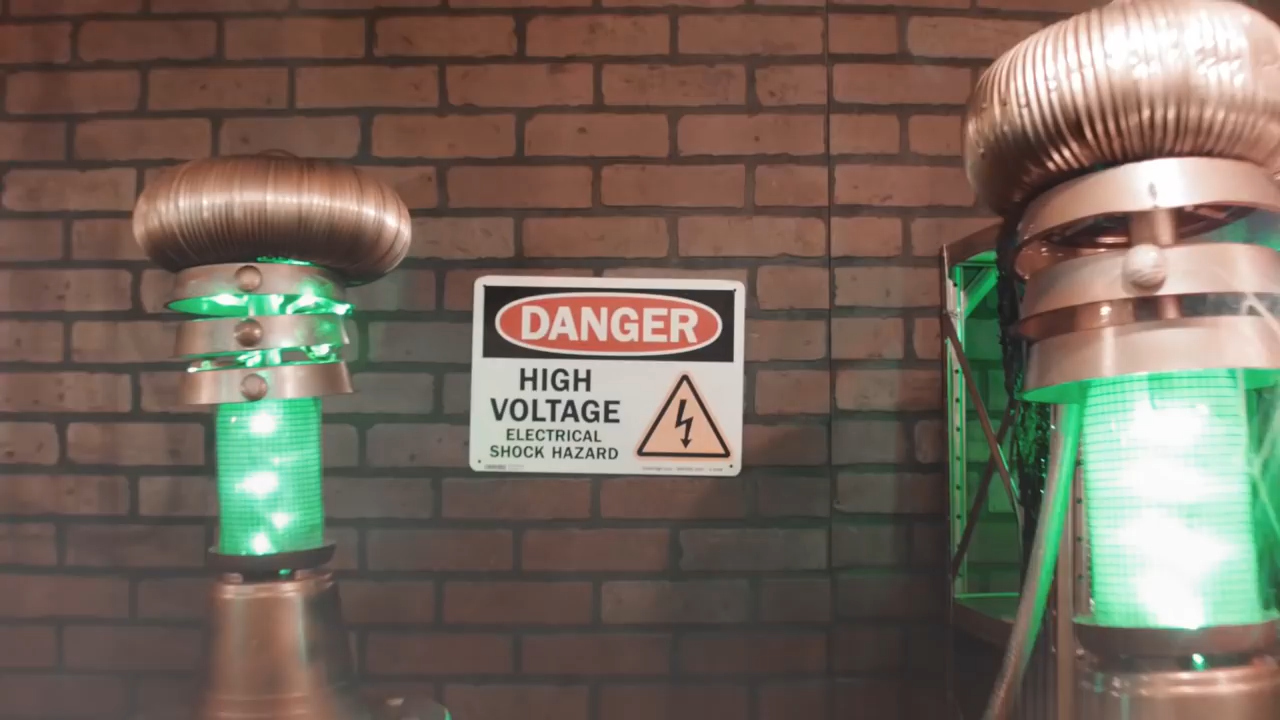 DANGER
HIGH
VOLTAGE
ELECTRICAL
SHOCK HAZARD